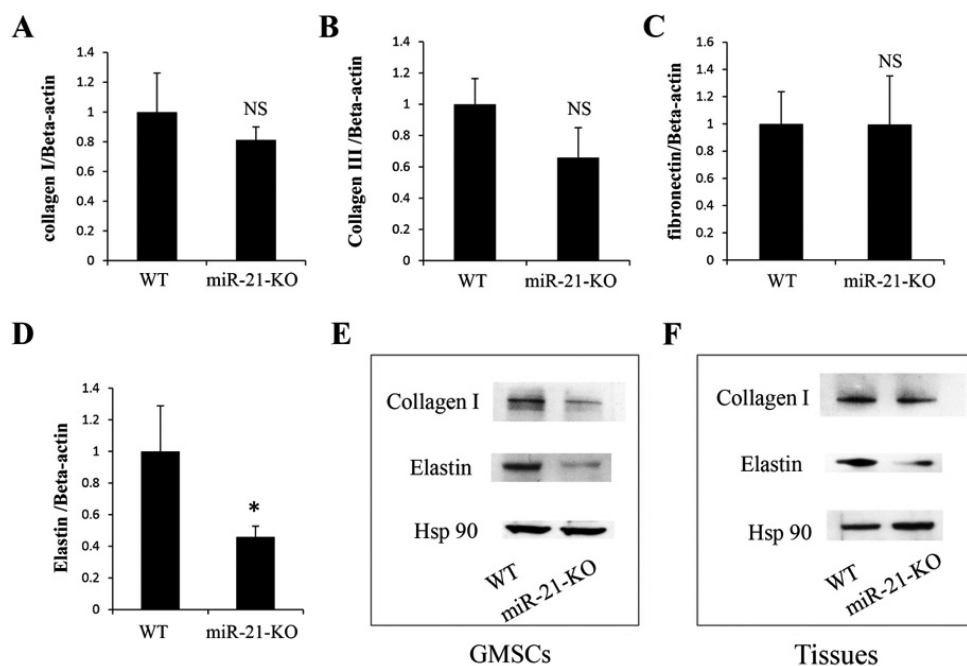 A
collagen I/Beta-actin
1.4
1.2
1
0.8
0.6
0.4
0.2
0
NS
WT
miR-21-KO
B
Collagen III /Beta-actin
1.4
1.2
1
0.8
0.6
0.4
0.2
0
NS
WT
miR-21-KO
C
fibronectin/Beta-actin
1.6
1.4
1.2
1
0.8
0.6
0.4
0.2
0
NS
WT
miR-21-KO
D
Elastin /Beta-actin
1.4
1.2
1
0.8
0.6
0.4
0.2
0
*
WT
miR-21-KO
E
Collagen I
Elastin
Hsp 90
WT
miR-21-KO
GMSCs
F
Collagen I
Elastin
Hsp 90
WT
miR-21-KO
Tissues